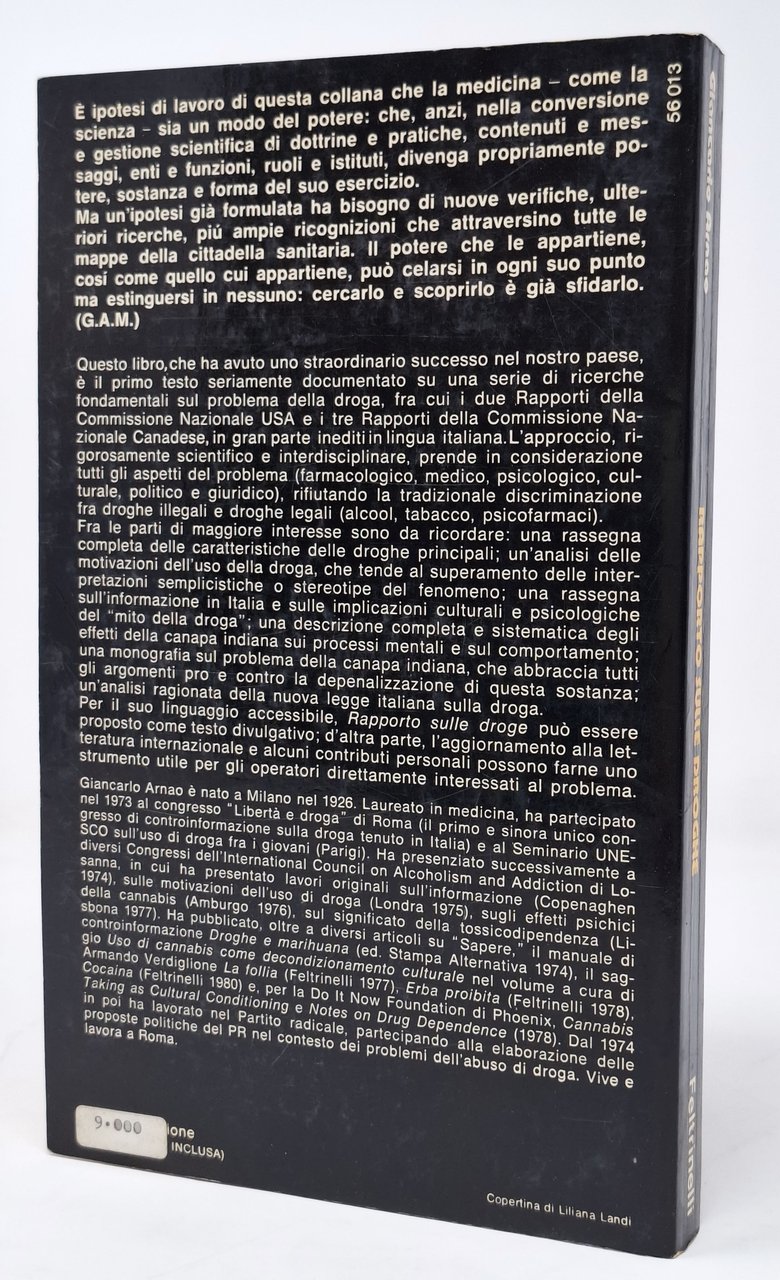 È ipotesi di lavoro di questa collana che la medicina – come la
scienza – sia un modo del potere: che, anzi, nella conversione
e gestione scientifica di dottrine e pratiche, contenuti e mes-
saggi, enti e funzioni, ruoli e istituti, divenga propriamente po-
tere, sostanza e forma del suo esercizio.
Ma un'ipotesi già formulata ha bisogno di nuove verifiche, ulte-
riori ricerche, piú ampie ricognizioni che attraversino tutte le
mappe della cittadella sanitaria. Il potere che le appartiene,
cosí come quello cui appartiene, può celarsi in ogni suo punto
ma estinguersi in nessuno: cercarlo e scoprirlo è già sfidarlo.
(G.A.M.)
Questo libro, che ha avuto uno straordinario successo nel nostro paese,
è il primo testo seriamente documentato su una serie di ricerche
fondamentali sul problema della droga, fra cui i due Rapporti della
Commissione Nazionale USA e i tre Rapporti della Commissione Na-
zionale Canadese, in gran parte inediti in lingua italiana. L'approccio, ri-
gorosamente scientifico e interdisciplinare, prende in considerazione
tutti gli aspetti del problema (farmacologico, medico, psicologico, cul-
turale, politico e giuridico), rifiutando la tradizionale discriminazione
fra droghe illegali e droghe legali (alcool, tabacco, psicofarmaci).
Fra le parti di maggiore interesse sono da ricordare: una rassegna
completa delle caratteristiche delle droghe principali; un'analisi delle
motivazioni dell'uso della droga, che tende al superamento delle inter-
pretazioni semplicistiche o stereotipe del fenomeno; una rassegna
sull'informazione in Italia e sulle implicazioni culturali e psicologiche
del "mito della droga"; una descrizione completa e sistematica degli
effetti della canapa indiana sui processi mentali e sul comportamento;
una monografia sul problema della canapa indiana, che abbraccia tutti
gli argomenti pro e contro la depenalizzazione di questa sostanza;
un'analisi ragionata della nuova legge italiana sulla droga.
Per il suo linguaggio accessibile, Rapporto sulle droge può essere
proposto come testo divulgativo; d'altra parte, l'aggiornamento alla let-
teratura internazionale e alcuni contributi personali possono farne uno
strumento utile per gli operatori direttamente interessati al problema.
Giancarlo Arnao è nato a Milano nel 1926. Laureato in medicina, ha partecipato
nel 1973 al congresso "Libertà e droga" di Roma (il primo e sinora unico con-
gresso di controinformazione sulla droga tenuto in Italia) e al Seminario UNE-
SCO sull'uso di droga fra i giovani (Parigi). Ha presenziato successivamente a
diversi Congressi dell'International Council on Alcoholism and Addiction di Lo-
sanna, in cui ha presentato lavori originali sull'informazione (Copenaghen
1974), sulle motivazioni dell'uso di droga (Londra 1975), sugli effetti psichici
della cannabis (Amburgo 1976), sul significato della tossicodipendenza (Li-
sbona 1977). Ha pubblicato, oltre a diversi articoli su "Sapere," il manuale di
controinformazione Droghe e marihuana (ed. Stampa Alternativa 1974), il sag-
gio Uso di cannabis come decondizionamento culturale nel volume a cura di
Armando Verdiglione La follia (Feltrinelli 1977), Erba proibita (Feltrinelli 1978),
Cocaina (Feltrinelli 1980) e, per la Do It Now Foundation di Phoenix, Cannabis
Taking as Cultural Conditioning e Notes on Drug Dependence (1978). Dal 1974
in poi ha lavorato nel Partito radicale, partecipando alla elaborazione delle
proposte politiche del PR nel contesto dei problemi dell'abuso di droga. Vive e
lavora a Roma.
9.000
ione
INCLUSA)
Copertina di Liliana Landi
56013
Giancarlo Arnao
RAPPORTO SULLE DROGHE
Feltrinelli